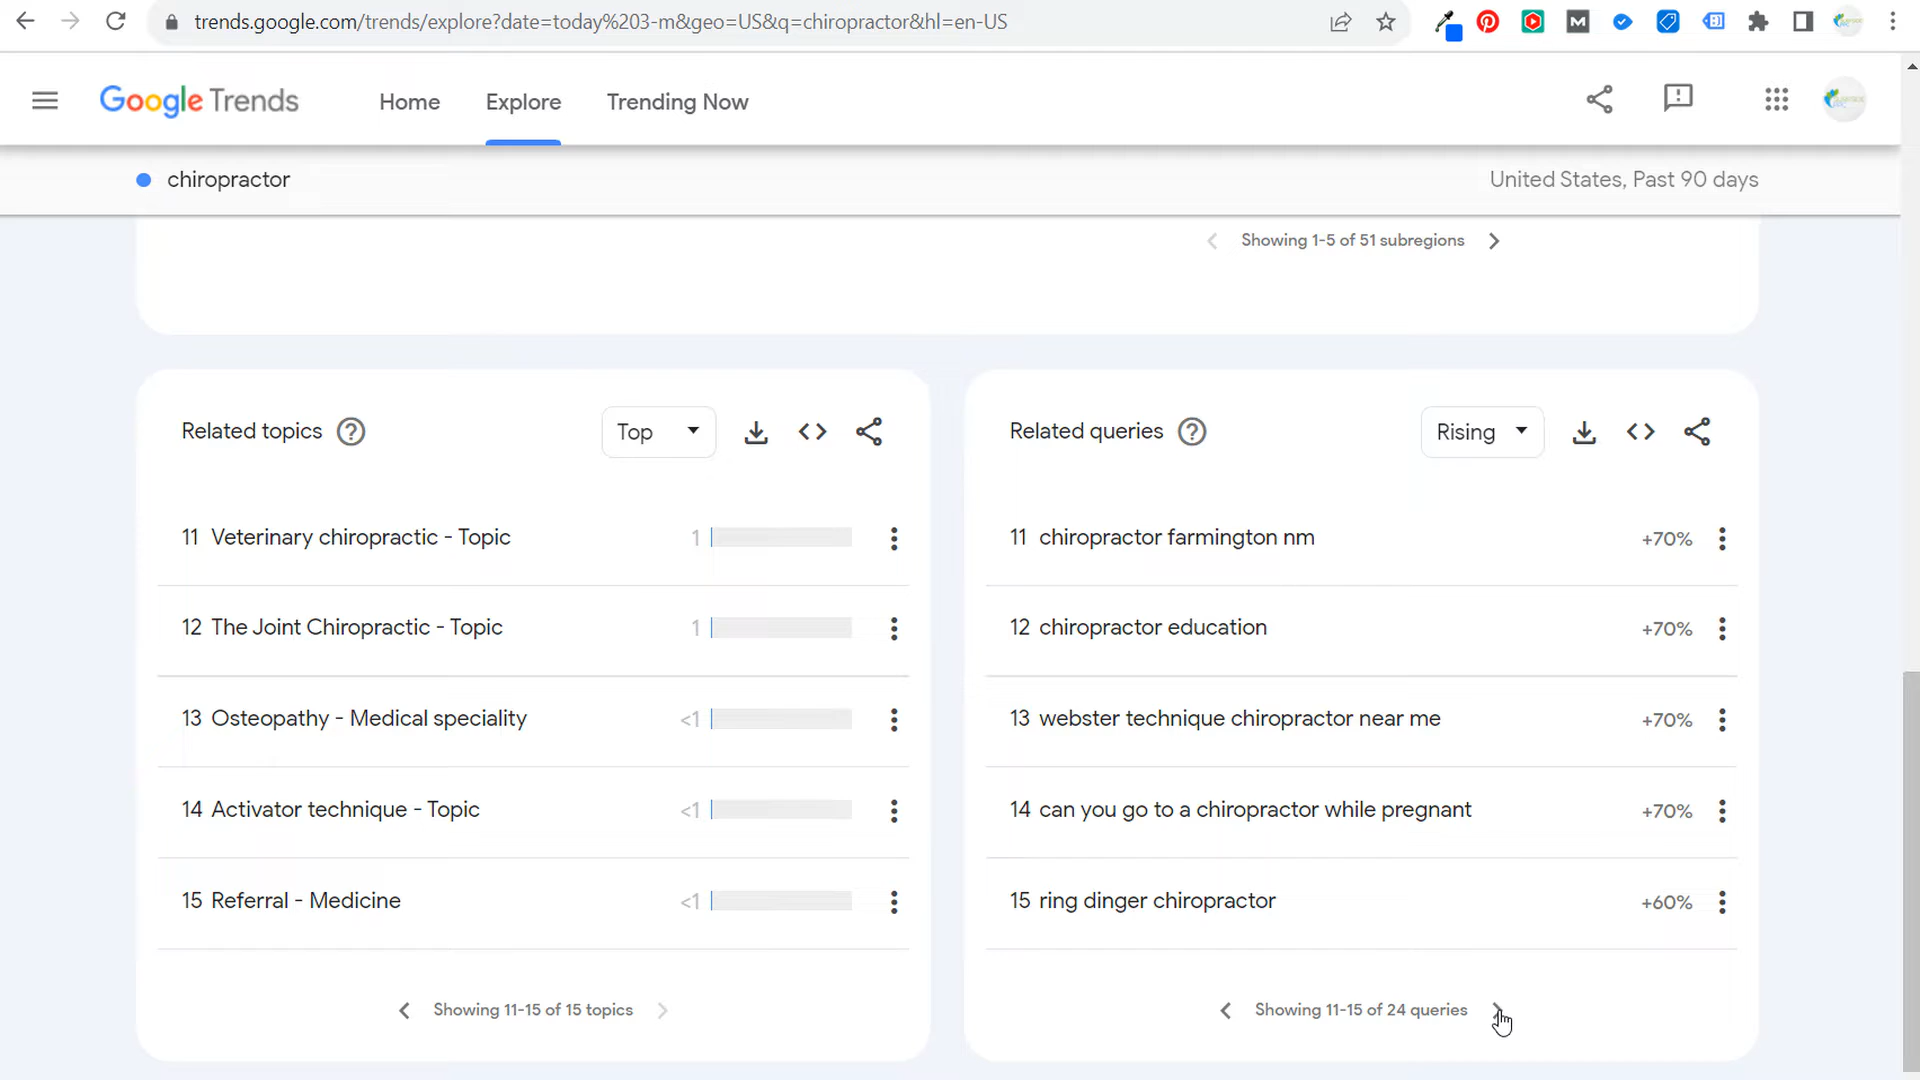 trends.google.com/trends/explore?date=today%203-m&geo=US&q=chiropractor&hl=en-US
Google Trends
Home
Explore
Trending Now
chiropractor
United States, Past 90 days
Showing 1-5 of 51 subregions
Related topics
Top
11 Veterinary chiropractic - Topic 1
12 The Joint Chiropractic - Topic 1
13 Osteopathy - Medical speciality <1
14 Activator technique - Topic <1
15 Referral - Medicine <1
Showing 11-15 of 15 topics
Related queries
Rising
11 chiropractor farmington nm +70%
12 chiropractor education +70%
13 webster technique chiropractor near me +70%
14 can you go to a chiropractor while pregnant +70%
15 ring dinger chiropractor +60%
Showing 11-15 of 24 queries